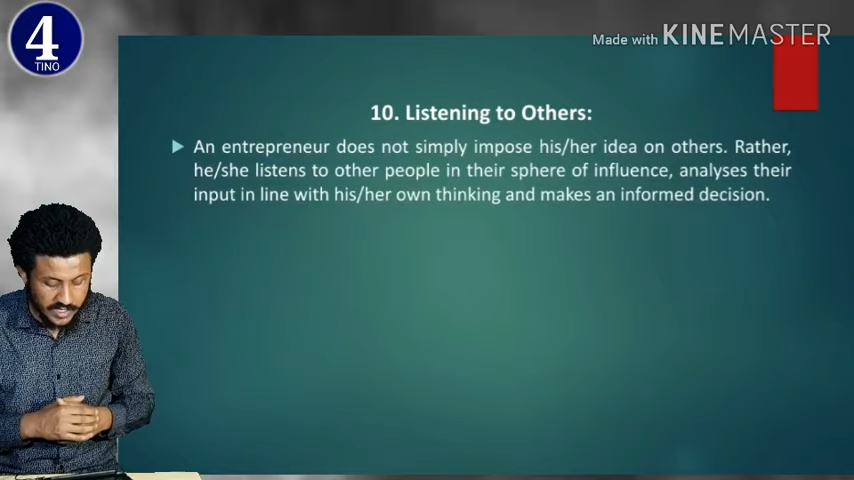 4
TINO
Made with KINEMASTER
10. Listening to Others:
An entrepreneur does not simply impose his/her idea on others. Rather,
he/she listens to other people in their sphere of influence, analyses their
input in line with his/her own thinking and makes an informed decision.